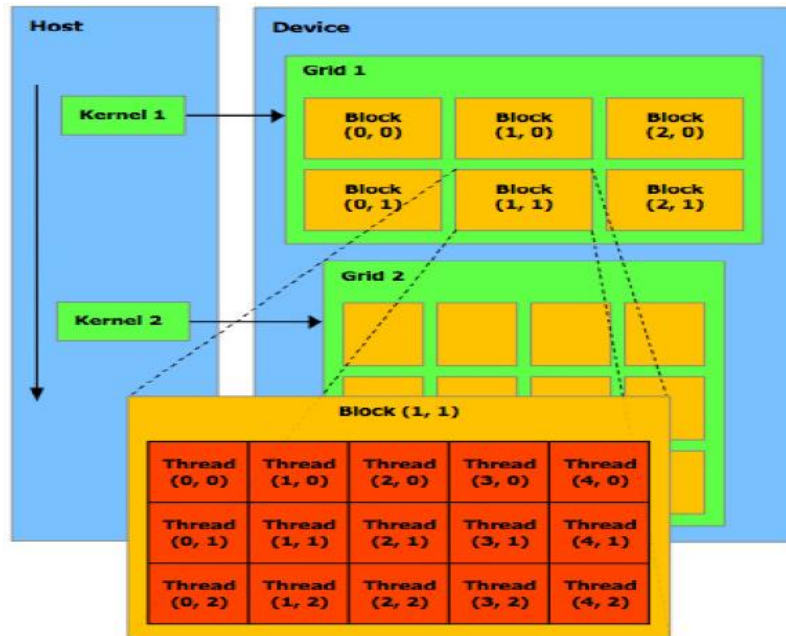 Host
Device
Grid 1
Kernel 1
Block
(0, 0)
Block
(1, 0)
Block
(2, 0)
Block
(0, 1)
Block
(1, 1)
Block
(2, 1)
Grid 2
Kernel 2
Block (1, 1)
Thread
(0, 0)
Thread
(1, 0)
Thread
(2, 0)
Thread
(3, 0)
Thread
(4, 0)
Thread
(0, 1)
Thread
(1, 1)
Thread
(2, 1)
Thread
(3, 1)
Thread
(4, 1)
Thread
(0, 2)
Thread
(1, 2)
Thread
(2, 2)
Thread
(3, 2)
Thread
(4, 2)